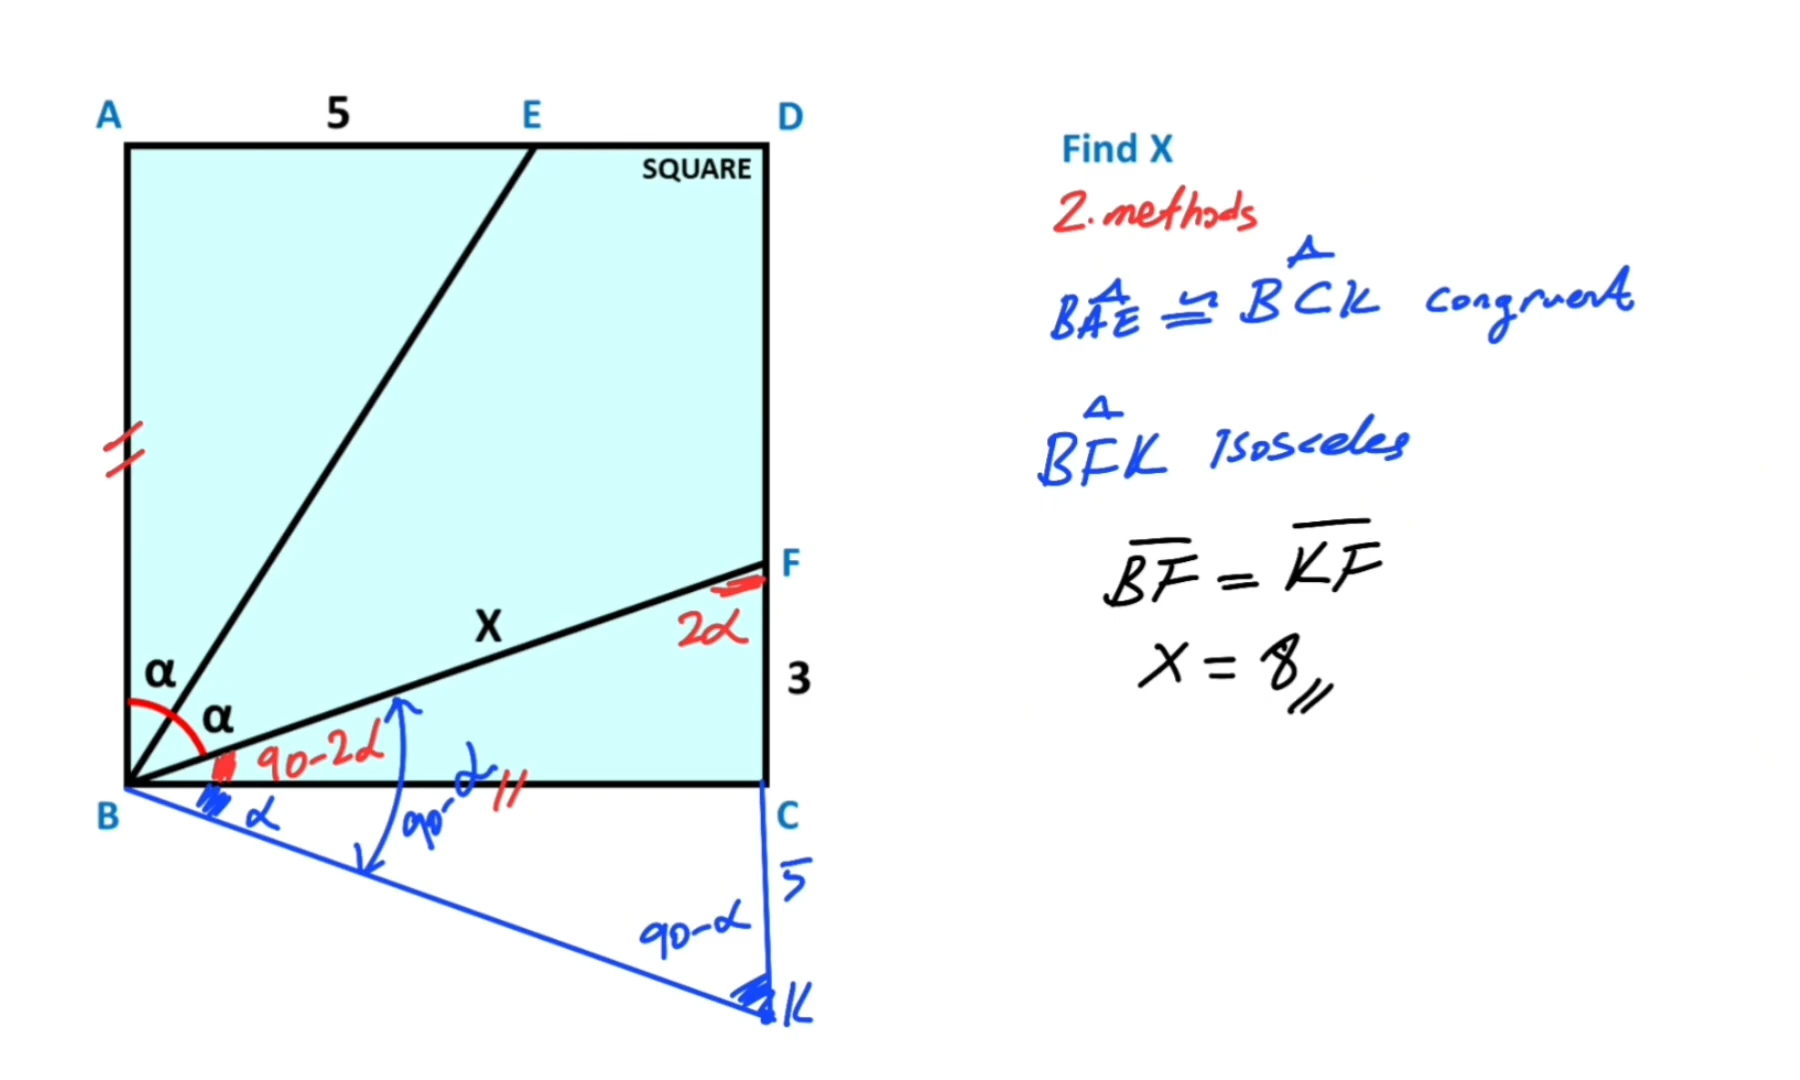 A 5 E D
SQUARE
F
X
2α
3
α
α
90-2α
B α 90-α C
5
90-α
K
Find X
2. methods
BAE ≅ BCK congruent
BFK Isosceles
BF = KF
X = 8